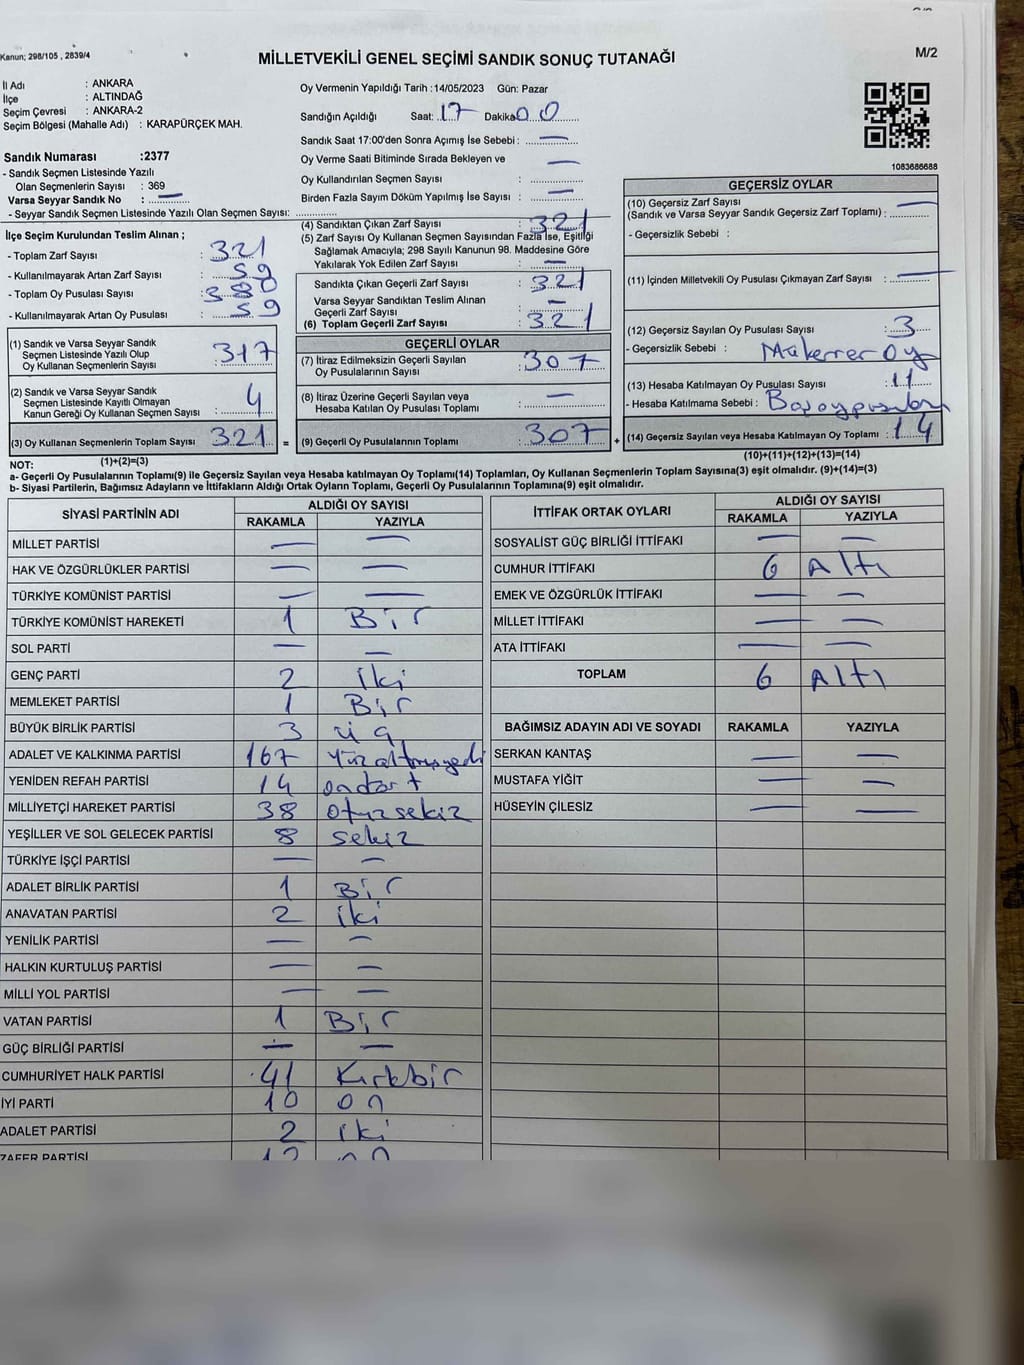 Kanun; 298/105 , 2839/4
MİLLETVEKİLİ GENEL SEÇİMİ SANDIK SONUÇ TUTANAĞI
M/2
İl Adı : ANKARA
İlçe : ALTINDAĞ
Seçim Çevresi : ANKARA-2
Seçim Bölgesi (Mahalle Adı) : KARAPÜRÇEK MAH.
Sandık Numarası :2377
- Sandık Seçmen Listesinde Yazılı
Olan Seçmenlerin Sayısı : 369
Varsa Seyyar Sandık No : —
- Seyyar Sandık Seçmen Listesinde Yazılı Olan Seçmen Sayısı:
Oy Vermenin Yapıldığı Tarih :14/05/2023 Gün: Pazar
Sandığın Açıldığı Saat: 17 Dakika 00
Sandık Saat 17:00'den Sonra Açımış İse Sebebi : —
Oy Verme Saati Bitiminde Sırada Bekleyen ve —
Oy Kullandırılan Seçmen Sayısı :
Birden Fazla Sayım Döküm Yapılmış İse Sayısı : —
1083686688
İlçe Seçim Kurulundan Teslim Alınan ;
- Toplam Zarf Sayısı : 321
- Kullanılmayarak Artan Zarf Sayısı : 59
- Toplam Oy Pusulası Sayısı : 380
- Kullanılmayarak Artan Oy Pusulası : 59
(4) Sandıktan Çıkan Zarf Sayısı : 321
(5) Zarf Sayısı Oy Kullanan Seçmen Sayısından Fazla İse, Eşitliği
Sağlamak Amacıyla; 298 Sayılı Kanunun 98. Maddesine Göre
Yakılarak Yok Edilen Zarf Sayısı : —
Sandıkta Çıkan Geçerli Zarf Sayısı : 321
Varsa Seyyar Sandıktan Teslim Alınan
Geçerli Zarf Sayısı : —
(6) Toplam Geçerli Zarf Sayısı : 321
GEÇERSİZ OYLAR
(10) Geçersiz Zarf Sayısı
(Sandık ve Varsa Seyyar Sandık Geçersiz Zarf Toplamı) : —
- Geçersizlik Sebebi :
(11) İçinden Milletvekili Oy Pusulası Çıkmayan Zarf Sayısı : —
(12) Geçersiz Sayılan Oy Pusulası Sayısı : 3
- Geçersizlik Sebebi : Mükerrer Oy
(13) Hesaba Katılmayan Oy Pusulası Sayısı : 11
- Hesaba Katılmama Sebebi :
(14) Geçersiz Sayılan veya Hesaba Katılmayan Oy Toplamı : 14
(10)+(11)+(12)+(13)=(14)
(1) Sandık ve Varsa Seyyar Sandık
Seçmen Listesinde Yazılı Olup
Oy Kullanan Seçmenlerin Sayısı : 317
(2) Sandık ve Varsa Seyyar Sandık
Seçmen Listesinde Kayıtlı Olmayan
Kanun Gereği Oy Kullanan Seçmen Sayısı : 4
(3) Oy Kullanan Seçmenlerin Toplam Sayısı 321 =
(1)+(2)=(3)
GEÇERLİ OYLAR
(7) İtiraz Edilmeksizin Geçerli Sayılan
Oy Pusulalarının Sayısı : 307
(8) İtiraz Üzerine Geçerli Sayılan veya
Hesaba Katılan Oy Pusulası Toplamı : —
(9) Geçerli Oy Pusulalarının Toplamı : 307 +
NOT:
a- Geçerli Oy Pusulalarının Toplamı(9) ile Geçersiz Sayılan veya Hesaba katılmayan Oy Toplamı(14) Toplamları, Oy Kullanan Seçmenlerin Toplam Sayısına(3) eşit olmalıdır. (9)+(14)=(3)
b- Siyasi Partilerin, Bağımsız Adayların ve İttifakların Aldığı Ortak Oyların Toplamı, Geçerli Oy Pusulalarının Toplamına(9) eşit olmalıdır.
SİYASİ PARTİNİN ADI ALDIĞI OY SAYISI
RAKAMLA YAZIYLA
MİLLET PARTİSİ — —
HAK VE ÖZGÜRLÜKLER PARTİSİ — —
TÜRKİYE KOMÜNİST PARTİSİ — —
TÜRKİYE KOMÜNİST HAREKETİ 1 Bir
SOL PARTİ — —
GENÇ PARTİ 2 iki
MEMLEKET PARTİSİ 1 Bir
BÜYÜK BİRLİK PARTİSİ 3 üç
ADALET VE KALKINMA PARTİSİ 167 Yüzaltmışyedi
YENİDEN REFAH PARTİSİ 14 ondört
MİLLİYETÇİ HAREKET PARTİSİ 38 otuzsekiz
YEŞİLLER VE SOL GELECEK PARTİSİ 8 sekiz
TÜRKİYE İŞÇİ PARTİSİ — —
ADALET BİRLİK PARTİSİ 1 Bir
ANAVATAN PARTİSİ 2 iki
YENİLİK PARTİSİ — —
HALKIN KURTULUŞ PARTİSİ — —
MİLLİ YOL PARTİSİ — —
VATAN PARTİSİ 1 Bir
GÜÇ BİRLİĞİ PARTİSİ — —
CUMHURİYET HALK PARTİSİ 41 Kırkbir
İYİ PARTİ 10 on
ADALET PARTİSİ 2 iki
ZAFER PARTİSİ
İTTİFAK ORTAK OYLARI ALDIĞI OY SAYISI
RAKAMLA YAZIYLA
SOSYALİST GÜÇ BİRLİĞİ İTTİFAKI — —
CUMHUR İTTİFAKI 6 Altı
EMEK VE ÖZGÜRLÜK İTTİFAKI — —
MİLLET İTTİFAKI — —
ATA İTTİFAKI — —
TOPLAM 6 Altı
BAĞIMSIZ ADAYIN ADI VE SOYADI RAKAMLA YAZIYLA
SERKAN KANTAŞ — —
MUSTAFA YİĞİT — —
HÜSEYİN ÇİLESİZ — —